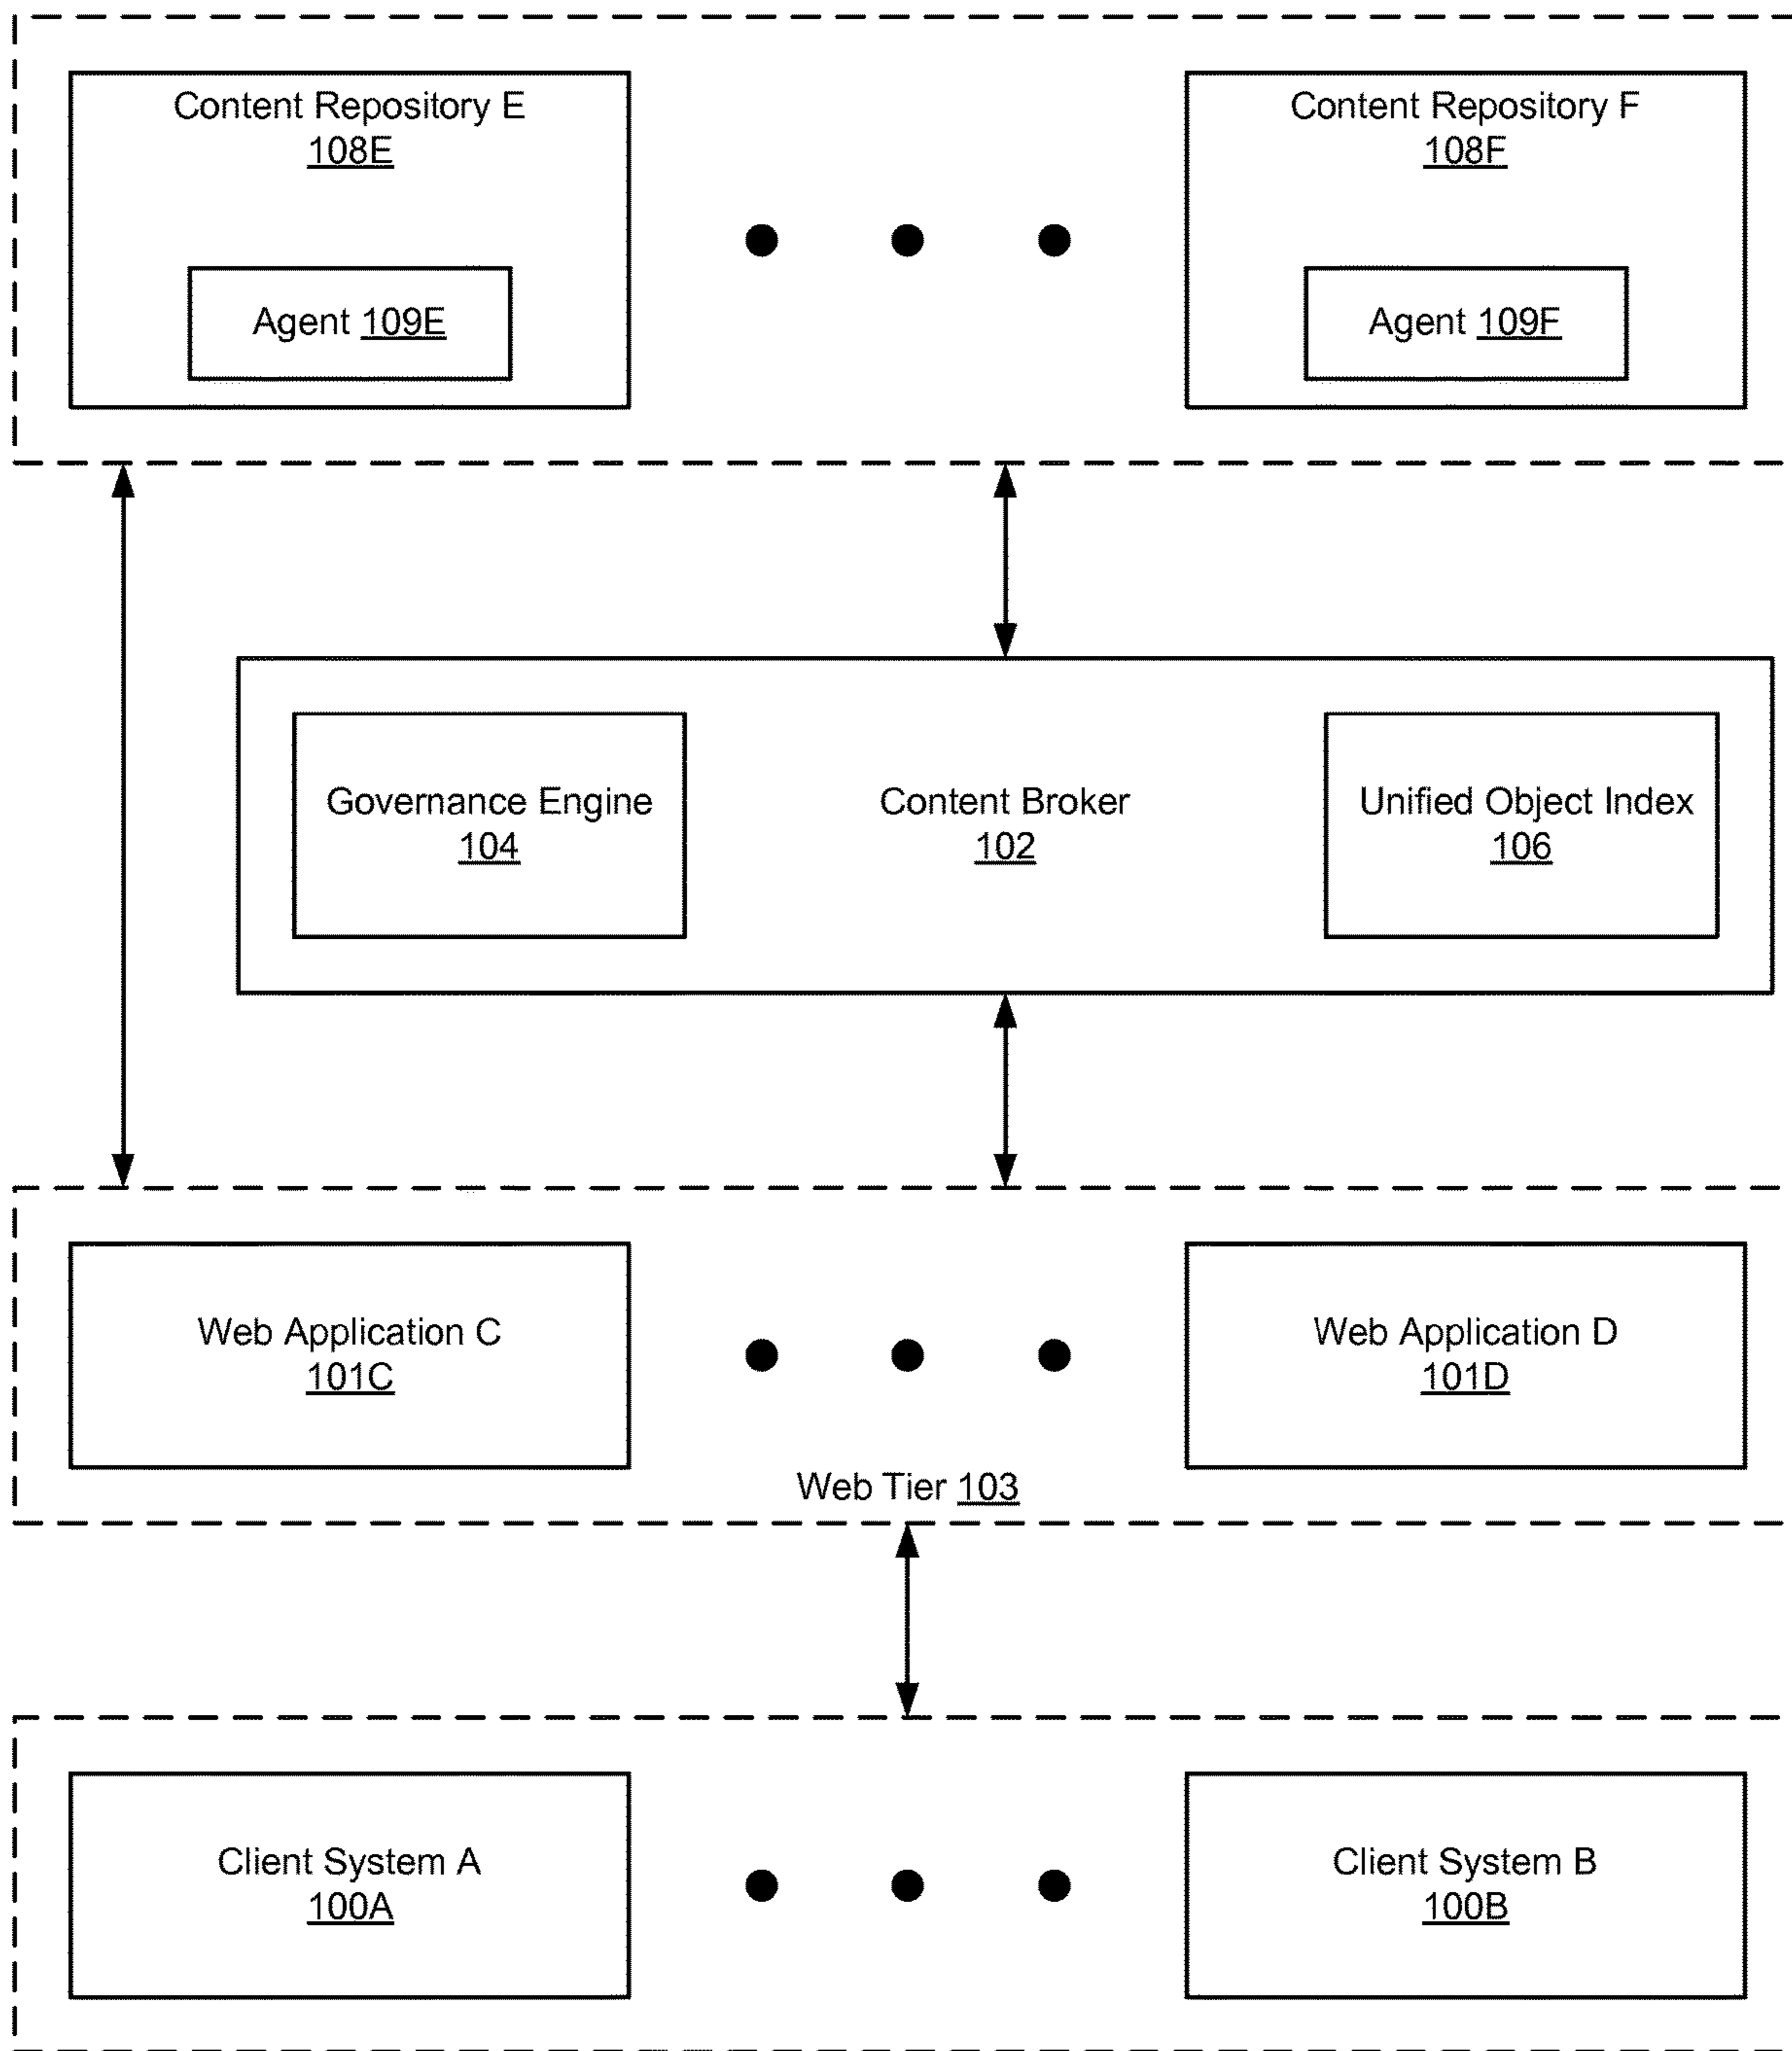 Content Repository E
108E
Agent 109E
Content Repository F
108F
Agent 109F
Governance Engine
104
Content Broker
102
Unified Object Index
106
Web Application C
101C
Web Application D
101D
Web Tier 103
Client System A
100A
Client System B
100B